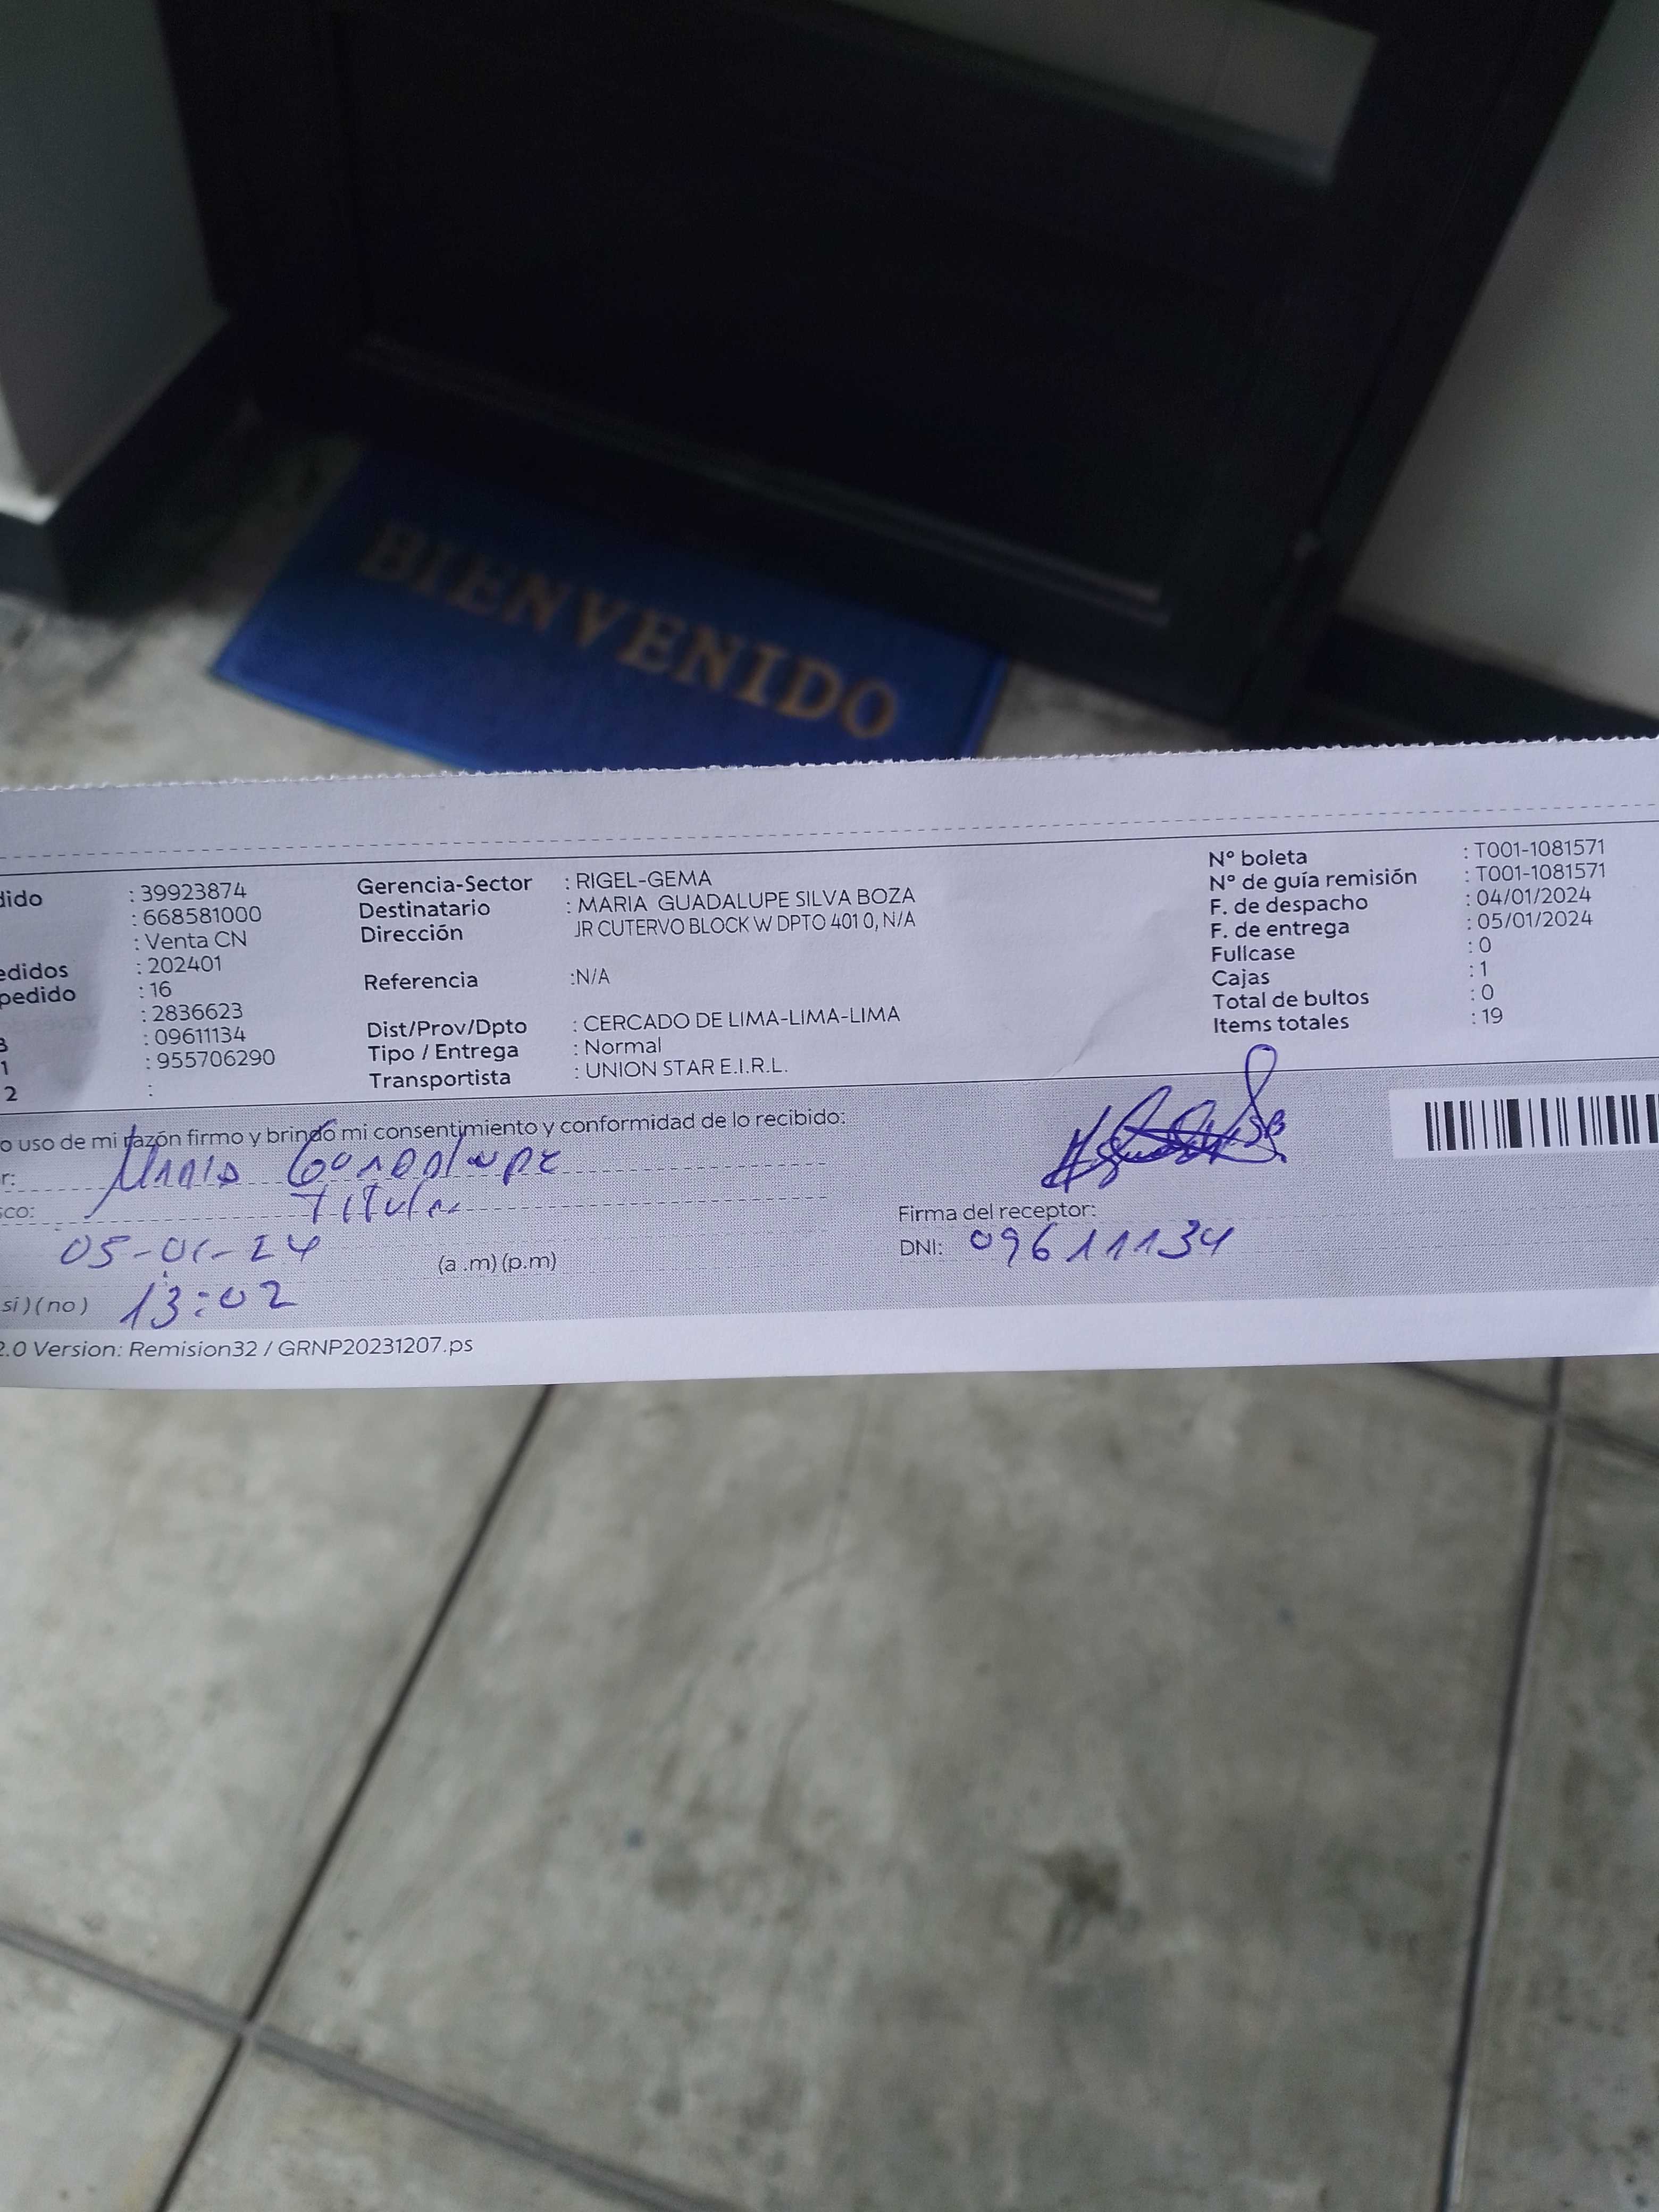 BIENVENIDO
dido : 39923874
: 668581000
: Venta CN
edidos : 202401
pedido : 16
: 2836623
: 09611134
1 : 955706290
2 :
Gerencia-Sector : RIGEL-GEMA
Destinatario : MARIA GUADALUPE SILVA BOZA
Dirección JR CUTERVO BLOCK W DPTO 401 0, N/A
Referencia :N/A
Dist/Prov/Dpto : CERCADO DE LIMA-LIMA-LIMA
Tipo / Entrega : Normal
Transportista : UNION STAR E.I.R.L.
N° boleta : T001-1081571
N° de guía remisión : T001-1081571
F. de despacho : 04/01/2024
F. de entrega : 05/01/2024
Fullcase : 0
Cajas : 1
Total de bultos : 0
Items totales : 19
o uso de mi razón firmo y brindo mi consentimiento y conformidad de lo recibido:
r: Maria Guadalupe
sco: Titular
05-01-24 (a .m) (p.m)
si ) ( no ) 13:02
Firma del receptor:
DNI: 09611134
2.0 Version: Remision32 / GRNP20231207.ps